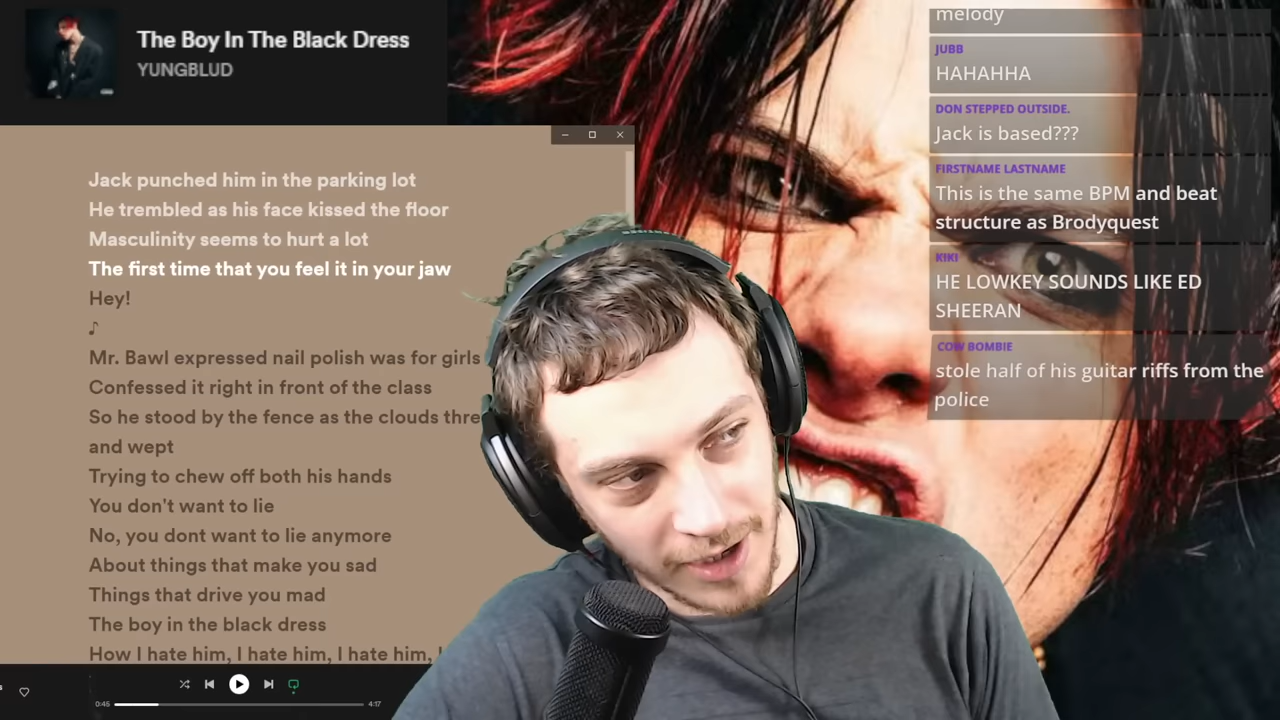 The Boy In The Black Dress
YUNGBLUD
Jack punched him in the parking lot
He trembled as his face kissed the floor
Masculinity seems to hurt a lot
The first time that you feel it in your jaw
Hey!
♪
Mr. Bawl expressed nail polish was for girls
Confessed it right in front of the class
So he stood by the fence as the clouds thre
and wept
Trying to chew off both his hands
You don't want to lie
No, you dont want to lie anymore
About things that make you sad
Things that drive you mad
The boy in the black dress
How I hate him, I hate him, I hate him,
0:45
4:17
melody
JUBB
HAHAHHA
DON STEPPED OUTSIDE.
Jack is based???
FIRSTNAME LASTNAME
This is the same BPM and beat
structure as Brodyquest
KIKI
HE LOWKEY SOUNDS LIKE ED
SHEERAN
COW BOMBIE
stole half of his guitar riffs from the
police